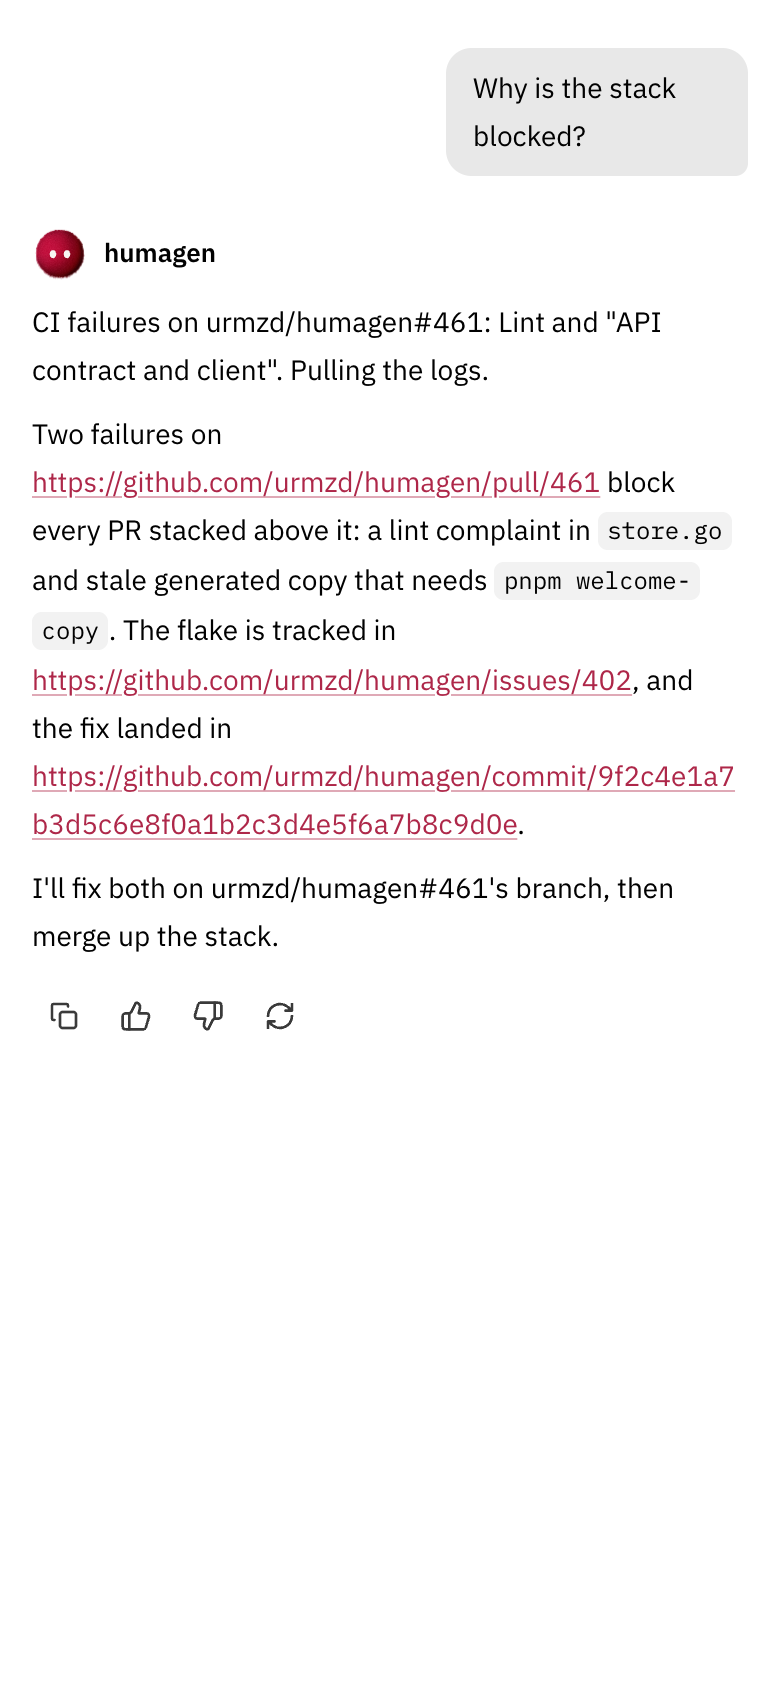 Why is the stack
blocked?
humagen
CI failures on urmzd/humagen#461: Lint and "API
contract and client". Pulling the logs.
Two failures on
https://github.com/urmzd/humagen/pull/461 block
every PR stacked above it: a lint complaint in store.go
and stale generated copy that needs pnpm welcome-
copy. The flake is tracked in
https://github.com/urmzd/humagen/issues/402, and
the fix landed in
https://github.com/urmzd/humagen/commit/9f2c4e1a7
b3d5c6e8f0a1b2c3d4e5f6a7b8c9d0e.
I'll fix both on urmzd/humagen#461's branch, then
merge up the stack.